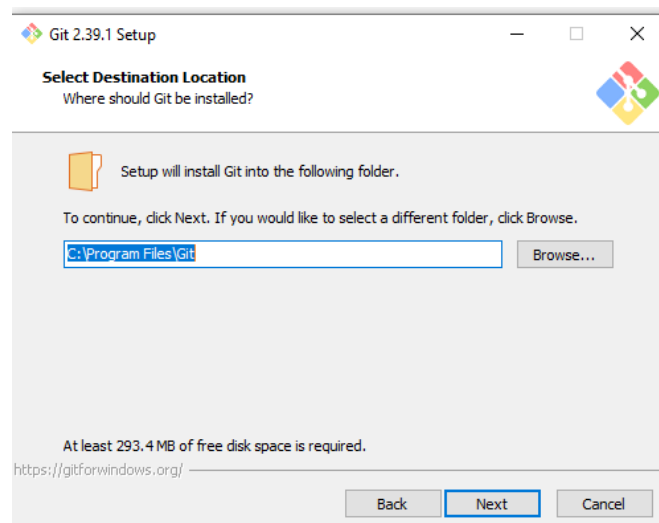 Git 2.39.1 Setup
Select Destination Location
Where should Git be installed?
Setup will install Git into the following folder.
To continue, click Next. If you would like to select a different folder, click Browse.
C:\Program Files\Git
Browse...
At least 293.4 MB of free disk space is required.
https://gitforwindows.org/
Back
Next
Cancel